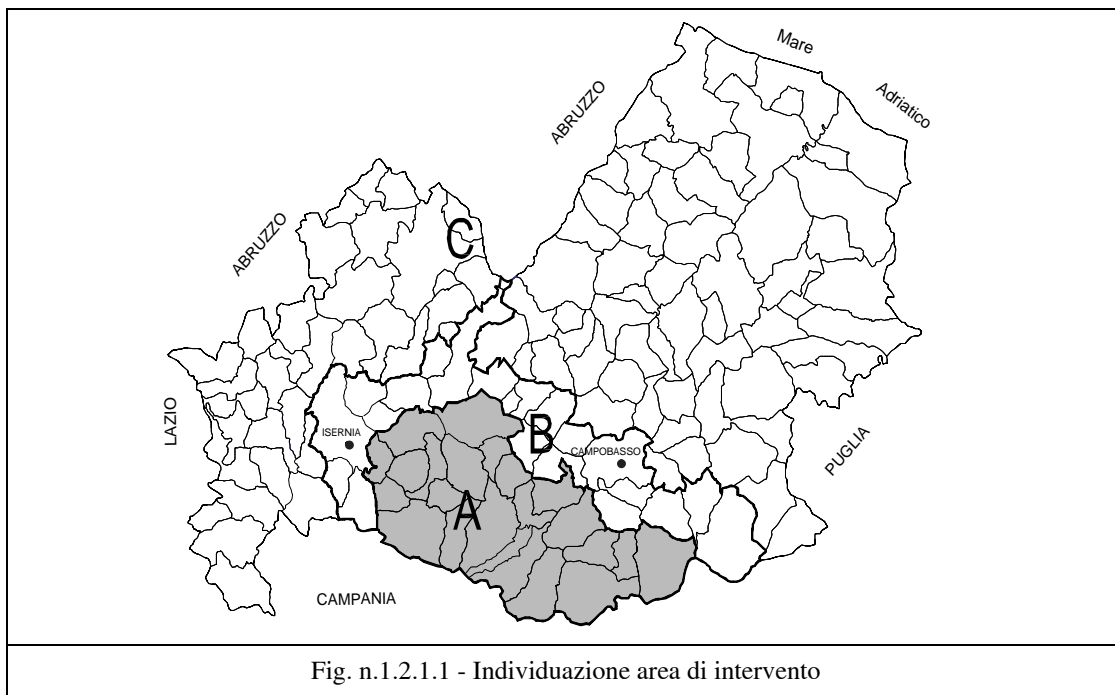 Mare
Adriatico
ABRUZZO
ABRUZZO
C
LAZIO
ISERNIA
B
CAMPOBASSO
PUGLIA
A
CAMPANIA
Fig. n.1.2.1.1 - Individuazione area di intervento